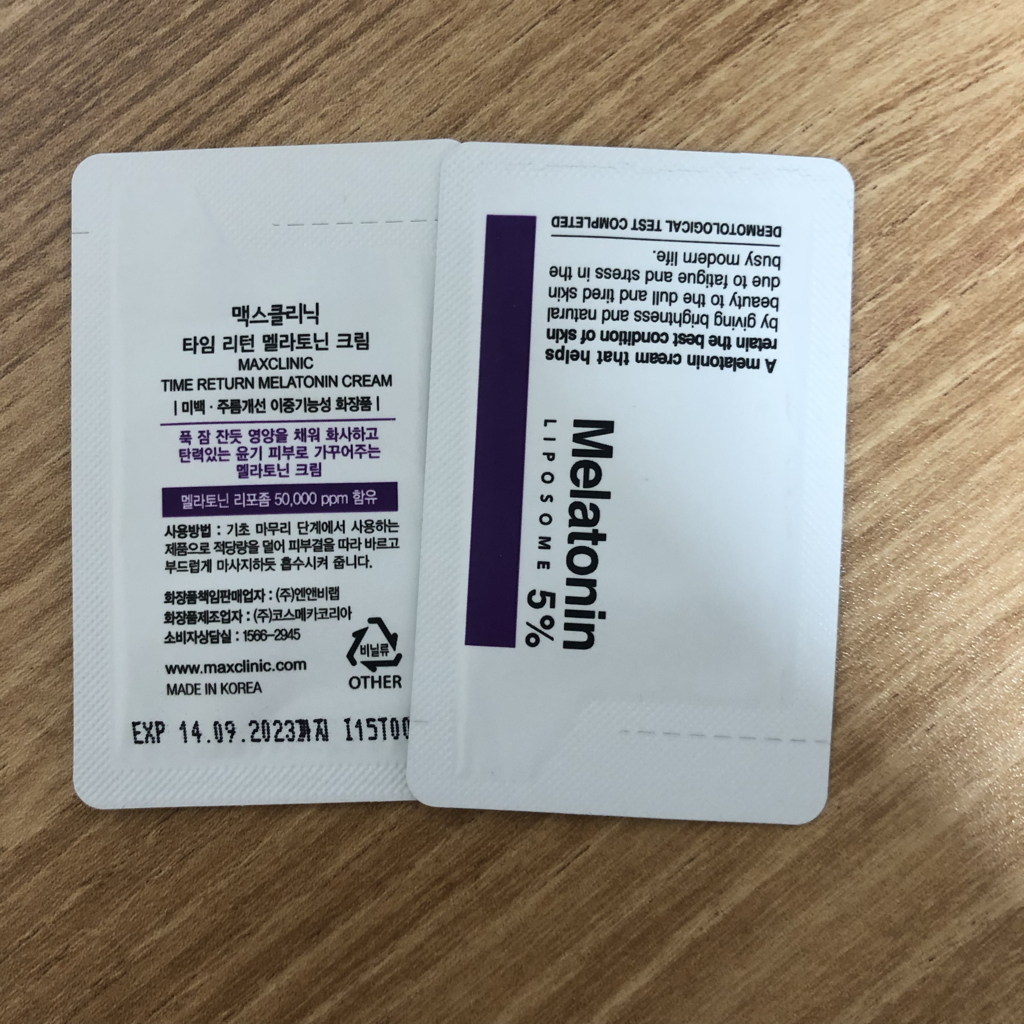 맥스클리닉
타임 리턴 멜라토닌 크림
MAXCLINIC
TIME RETURN MELATONIN CREAM
| 미백 · 주름개선 이중기능성 화장품 |
푹 잠 잔듯 영양을 채워 화사하고
탄력있는 윤기 피부로 가꾸어주는
멜라토닌 크림
멜라토닌 리포좀 50,000 ppm 함유
사용방법 : 기초 마무리 단계에서 사용하는
제품으로 적당량을 덜어 피부결을 따라 바르고
부드럽게 마사지하듯 흡수시켜 줍니다.
화장품책임판매업자 : (주)엔앤비랩
화장품제조업자 : (주)코스메카코리아
소비자상담실 : 1566-2945
www.maxclinic.com
MADE IN KOREA
비닐류
OTHER
EXP 14.09.2023까지 I15T00
Melatonin
LIPOSOME 5%
A melatonin cream that helps
retain the best condition of skin
by giving brightness and natural
beauty to the dull and tired skin
due to fatigue and stress in the
busy modern life.
DERMOTOLOGICAL TEST COMPLETED